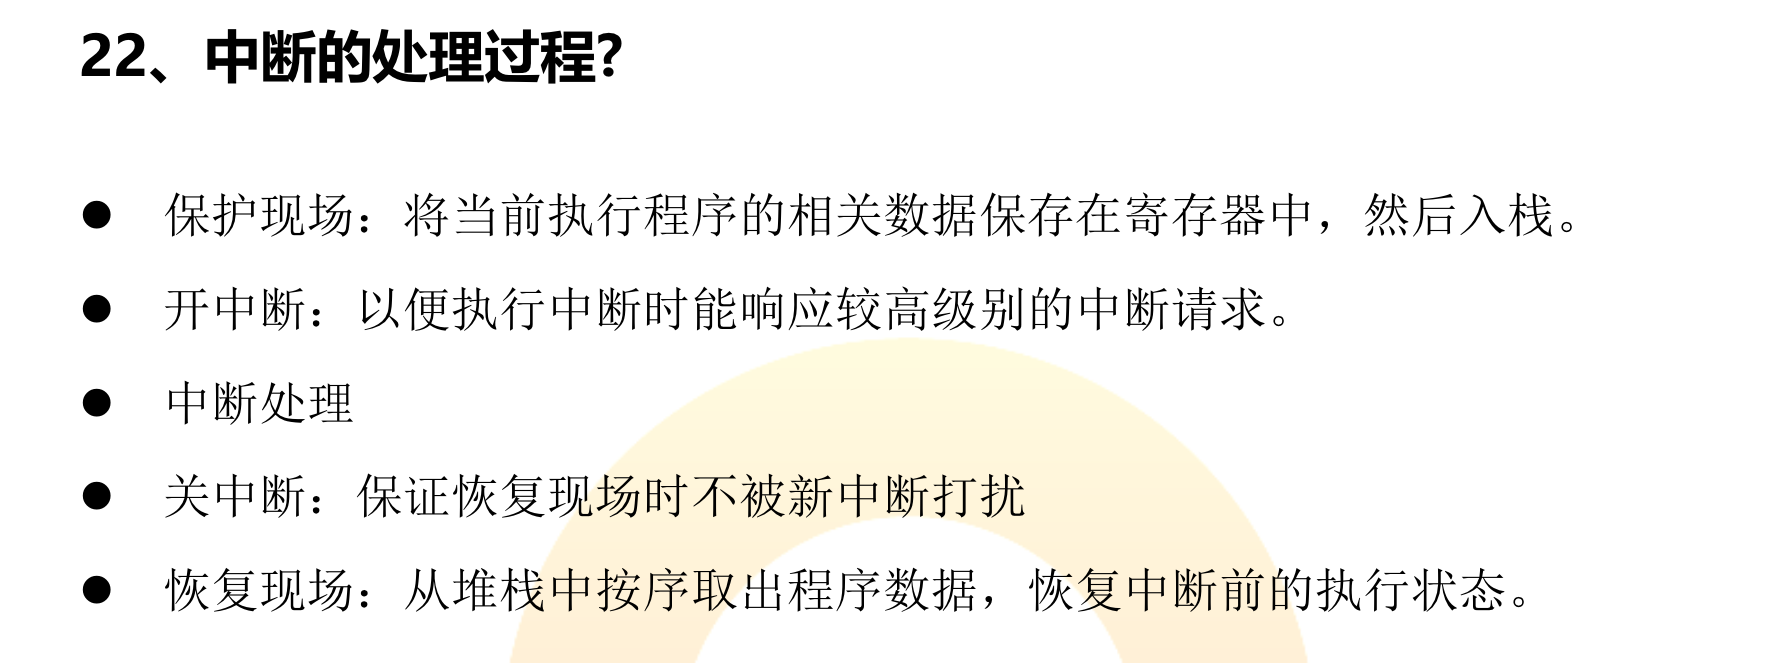 22、中断的处理过程?
● 保护现场：将当前执行程序的相关数据保存在寄存器中，然后入栈。
● 开中断：以便执行中断时能响应较高级别的中断请求。
● 中断处理
● 关中断：保证恢复现场时不被新中断打扰
● 恢复现场：从堆栈中按序取出程序数据，恢复中断前的执行状态。